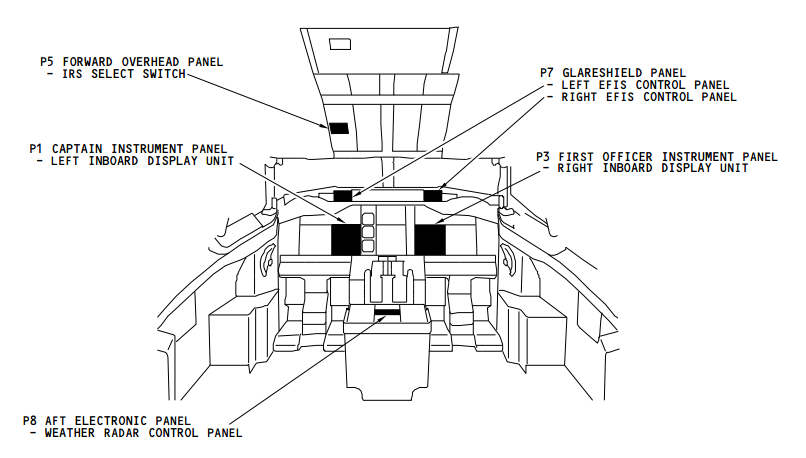 P5 FORWARD OVERHEAD PANEL
- IRS SELECT SWITCH
P7 GLARESHIELD PANEL
- LEFT EFIS CONTROL PANEL
- RIGHT EFIS CONTROL PANEL
P1 CAPTAIN INSTRUMENT PANEL
- LEFT INBOARD DISPLAY UNIT
P3 FIRST OFFICER INSTRUMENT PANEL
- RIGHT INBOARD DISPLAY UNIT
P8 AFT ELECTRONIC PANEL
- WEATHER RADAR CONTROL PANEL